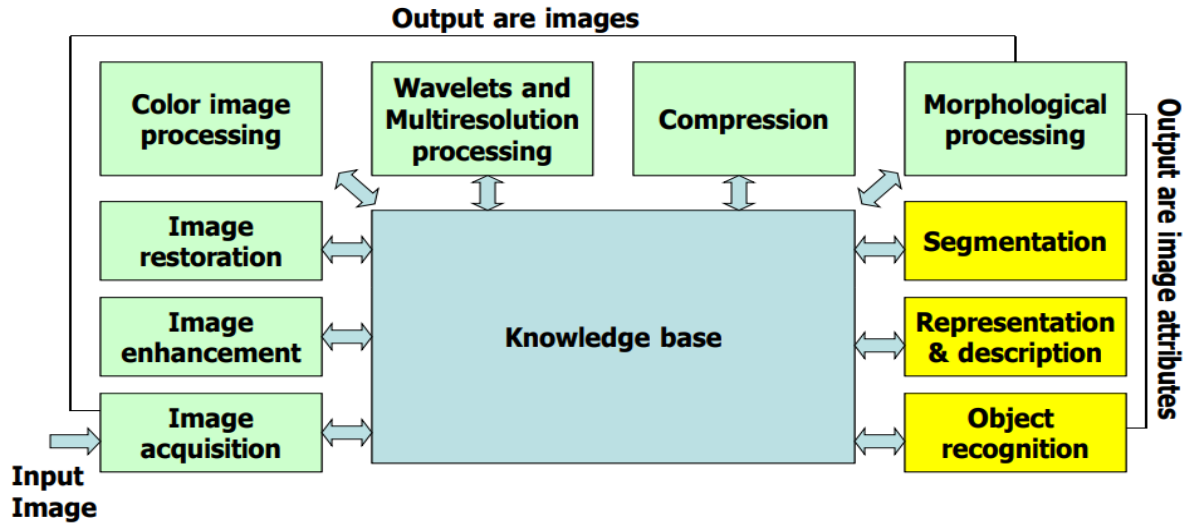 Output are images
Color image
processing
Wavelets and
Multiresolution
processing
Compression
Morphological
processing
Output are image attributes
Image
restoration
Segmentation
Image
enhancement
Knowledge base
Representation
& description
Image
acquisition
Object
recognition
Input
Image